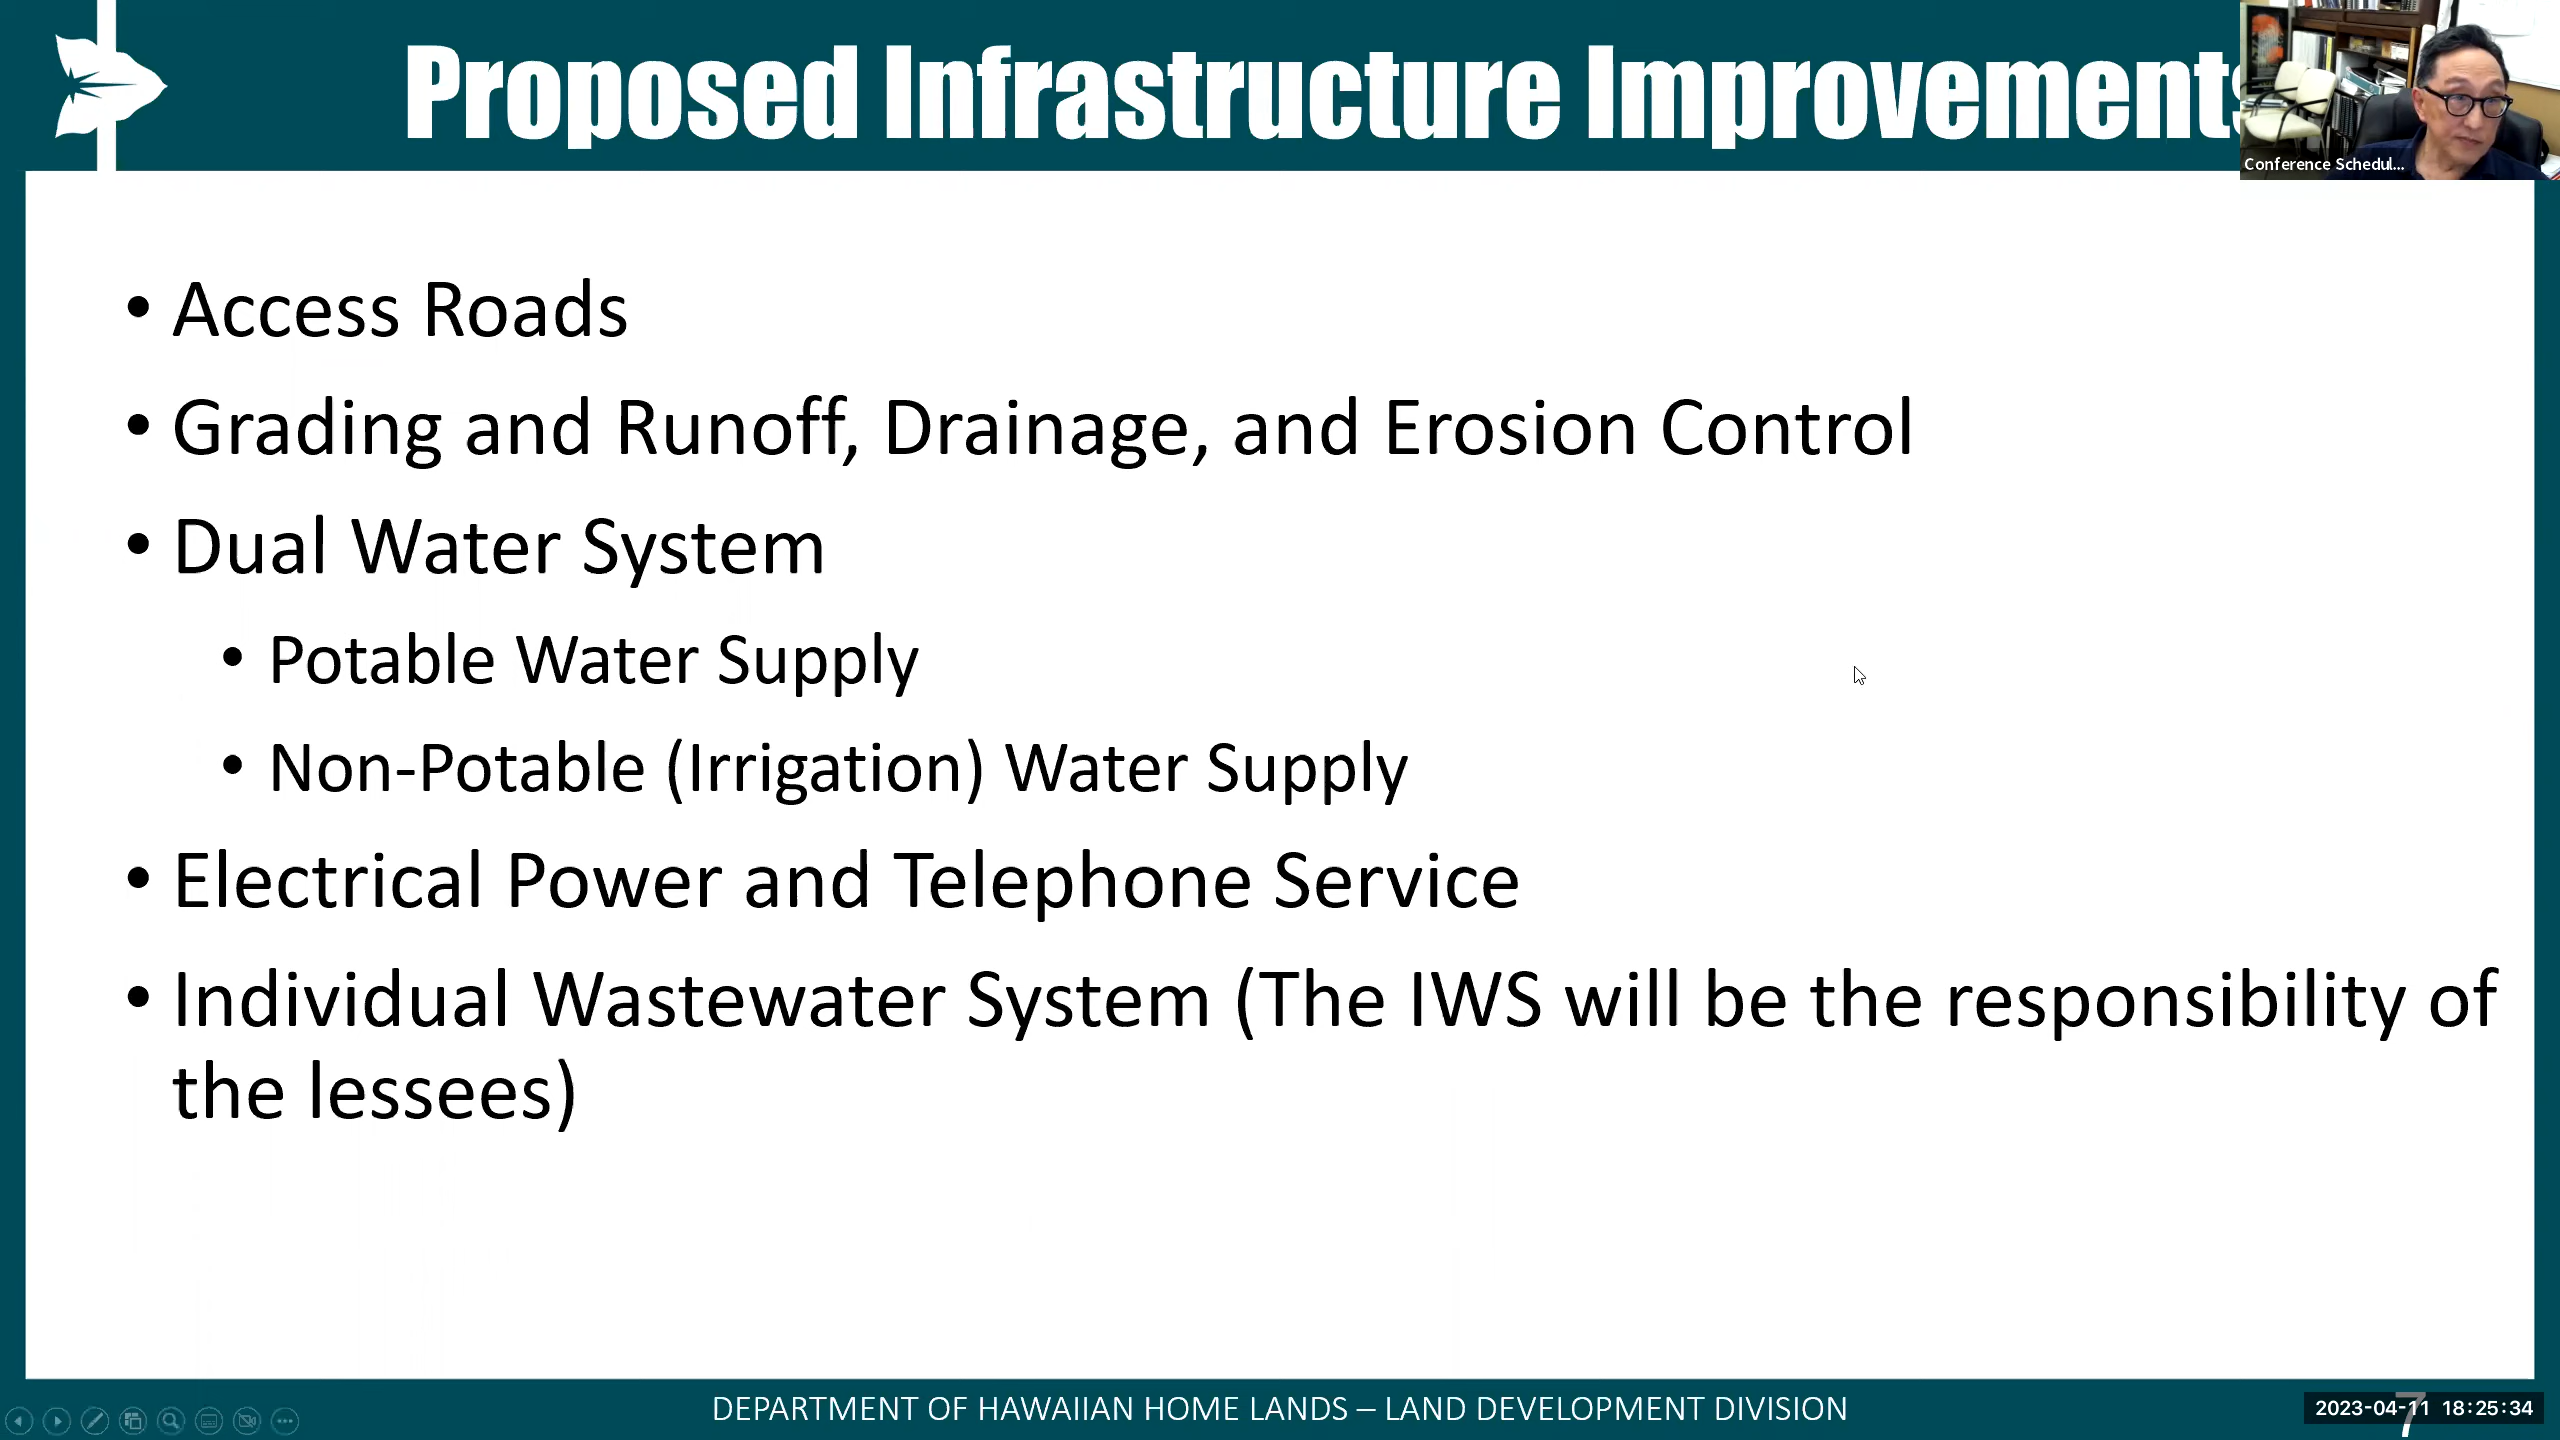 Proposed Infrastructure Improvements
Conference Schedul...
• Access Roads
• Grading and Runoff, Drainage, and Erosion Control
• Dual Water System
• Potable Water Supply
• Non-Potable (Irrigation) Water Supply
• Electrical Power and Telephone Service
• Individual Wastewater System (The IWS will be the responsibility of
the lessees)
DEPARTMENT OF HAWAIIAN HOME LANDS – LAND DEVELOPMENT DIVISION
7
2023-04-11 18:25:34